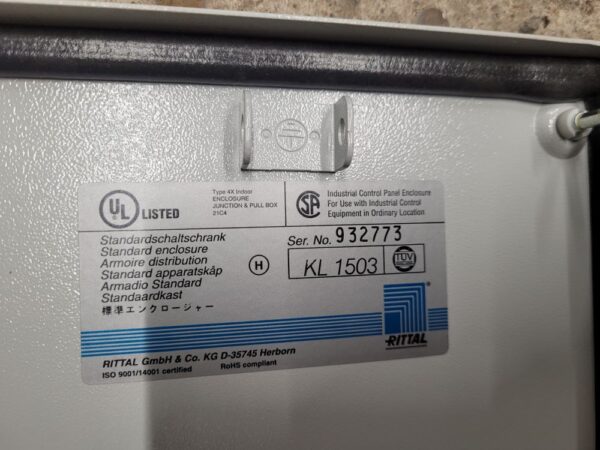 UL LISTED
Type 4X Indoor
ENCLOSURE
JUNCTION & PULL BOX
21C4
SA Industrial Control Panel Enclosure
For Use with Industrial Control
Equipment in Ordinary Location
Standardschaltschrank
Standard enclosure
Armoire distribution
Standard apparatskåp
Armadio Standard
Standaardkast
標準エンクロージャー
H
Ser. No. 932773
KL 1503
TÜV
RITTAL
RITTAL GmbH & Co. KG D-35745 Herborn
ISO 9001/14001 certified RoHS compliant